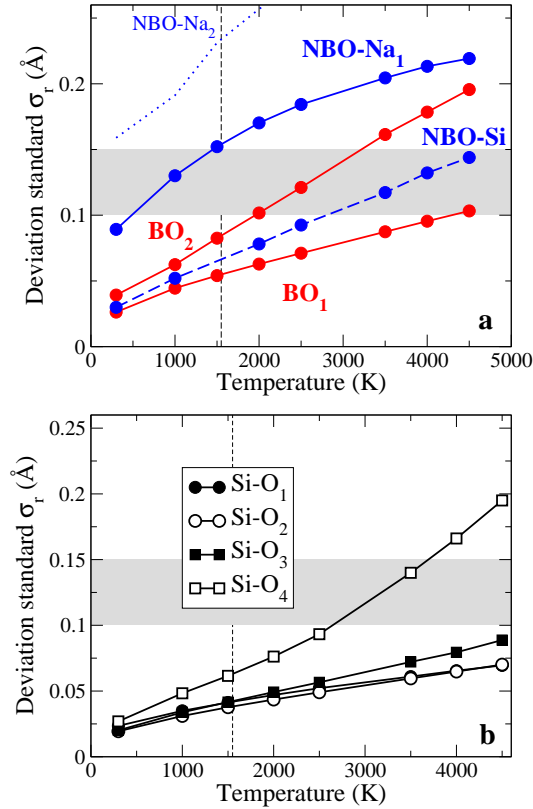 NBO-Na₂
NBO-Na₁
NBO-Si
BO₂
BO₁
a
0.2
0.1
0
Deviation standard σᵣ (Å)
0 1000 2000 3000 4000 5000
Temperature (K)
0.25
0.2
0.15
0.1
0.05
0
Deviation standard σᵣ (Å)
Si-O₁
Si-O₂
Si-O₃
Si-O₄
b
0 1000 2000 3000 4000
Temperature (K)